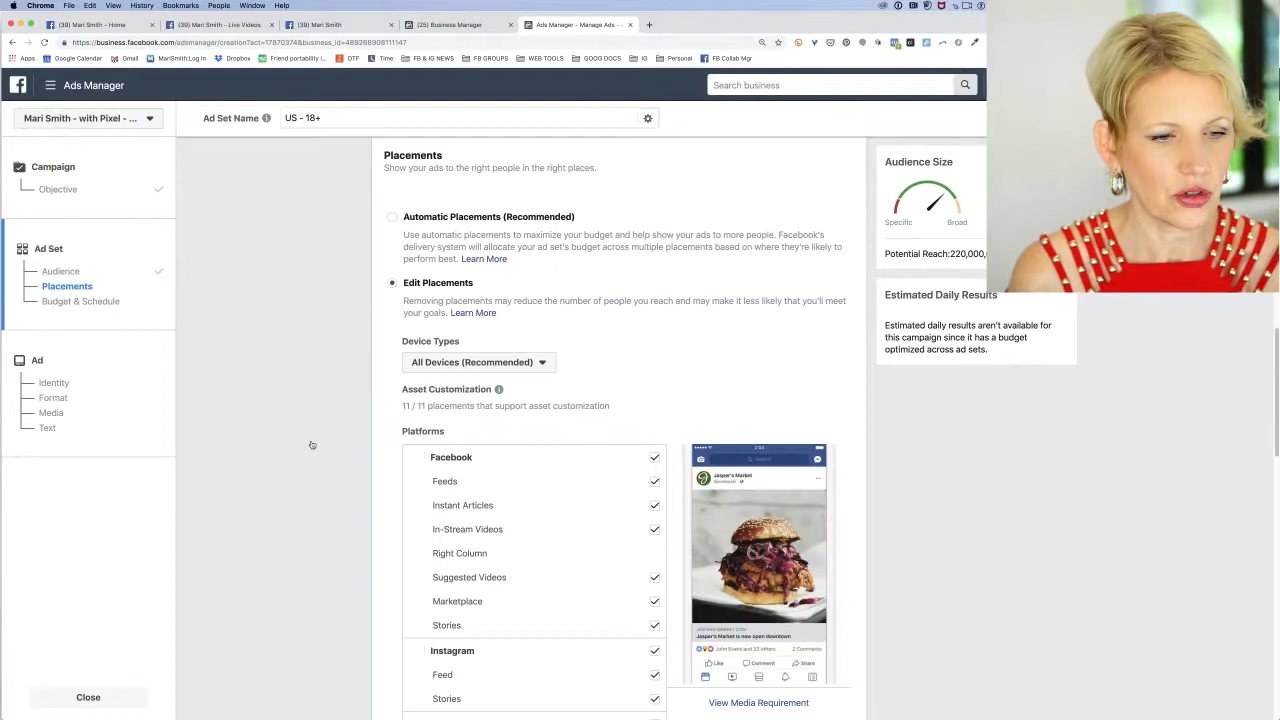 Chrome File Edit View History Bookmarks People Window Help
(39) Mari Smith - Home
(39) Mari Smith - Live Videos
(39) Mari Smith
(25) Business Manager
Ads Manager - Manage Ads - ...
https://business.facebook.com/adsmanager/creation?act=17870374&business_id=489268908111147
Apps Google Calendar Gmail MariSmith:Log In Dropbox Friend portability i... OTF Time FB & IG NEWS FB GROUPS WEB TOOLS GOOG DOCS IG Personal FB Collab Mgr
Ads Manager
Search business
Mari Smith - with Pixel - ...
Ad Set Name
US - 18+
Campaign
Objective
Ad Set
Audience
Placements
Budget & Schedule
Ad
Identity
Format
Media
Text
Close
Placements
Show your ads to the right people in the right places.
Automatic Placements (Recommended)
Use automatic placements to maximize your budget and help show your ads to more people. Facebook's
delivery system will allocate your ad set's budget across multiple placements based on where they're likely to
perform best. Learn More
Edit Placements
Removing placements may reduce the number of people you reach and may make it less likely that you'll meet
your goals. Learn More
Device Types
All Devices (Recommended)
Asset Customization
11 / 11 placements that support asset customization
Platforms
Facebook
Feeds
Instant Articles
In-Stream Videos
Right Column
Suggested Videos
Marketplace
Stories
Instagram
Feed
Stories
Search
Jasper's Market
Sponsored
Jasper's Market is now open downtown
John Evans and 23 others
2 Comments
Like Comment Share
View Media Requirement
Audience Size
Specific
Broad
Potential Reach:220,000,
Estimated Daily Results
Estimated daily results aren't available for
this campaign since it has a budget
optimized across ad sets.